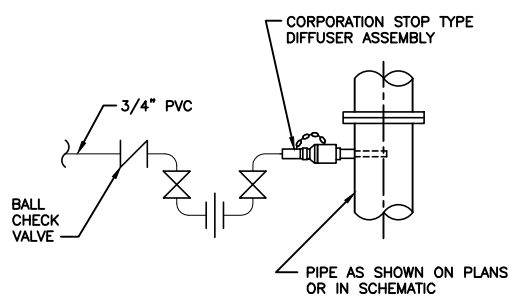 CORPORATION STOP TYPE
DIFFUSER ASSEMBLY
3/4" PVC
BALL
CHECK
VALVE
PIPE AS SHOWN ON PLANS
OR IN SCHEMATIC